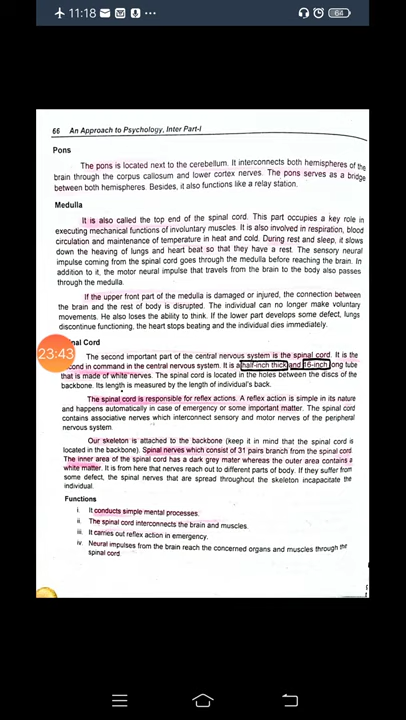 11:18
64
66 An Approach to Psychology, Inter Part-I
Pons
The pons is located next to the cerebellum. It interconnects both hemispheres of the
brain through the corpus callosum and lower cortex nerves. The pons serves as a bridge
between both hemispheres. Besides, it also functions like a relay station.
Medulla
It is also called the top end of the spinal cord. This part occupies a key role in
executing mechanical functions of involuntary muscles. It is also involved in respiration, blood
circulation and maintenance of temperature in heat and cold. During rest and sleep, it slows
down the heaving of lungs and heart beat so that they have a rest. The sensory neural
impulse coming from the spinal cord goes through the medulla before reaching the brain. In
addition to it, the motor neural impulse that travels from the brain to the body also passes
through the medulla.
If the upper front part of the medulla is damaged or injured, the connection between
the brain and the rest of body is disrupted. The individual can no longer make voluntary
movements. He also loses the ability to think. If the lower part develops some defect, lungs
discontinue functioning, the heart stops beating and the individual dies immediately.
nal Cord
23:43
The second important part of the central nervous system is the spinal cord. It is the
ond in command in the central nervous system. It is a half-inch thick and 16-inch long tube
that is made of white nerves. The spinal cord is located in the holes between the discs of the
backbone. Its length is measured by the length of individual's back.
The spinal cord is responsible for reflex actions. A reflex action is simple in its nature
and happens automatically in case of emergency or some important matter. The spinal cord
contains associative nerves which interconnect sensory and motor nerves of the peripheral
nervous system.
Our skeleton is attached to the backbone (keep it in mind that the spinal cord is
located in the backbone). Spinal nerves which consist of 31 pairs branch from the spinal cord
The inner area of the spinal cord has a dark grey mater whereas the outer area contains a
white matter. It is from here that nerves reach out to different parts of body. If they suffer from
some defect, the spinal nerves that are spread throughout the skeleton incapacitate the
individual.
Functions
i. It conducts simple mental processes.
ii. The spinal cord interconnects the brain and muscles.
iii. It carries out reflex action in emergency.
iv. Neural impulses from the brain reach the concerned organs and muscles through the
spinal cord